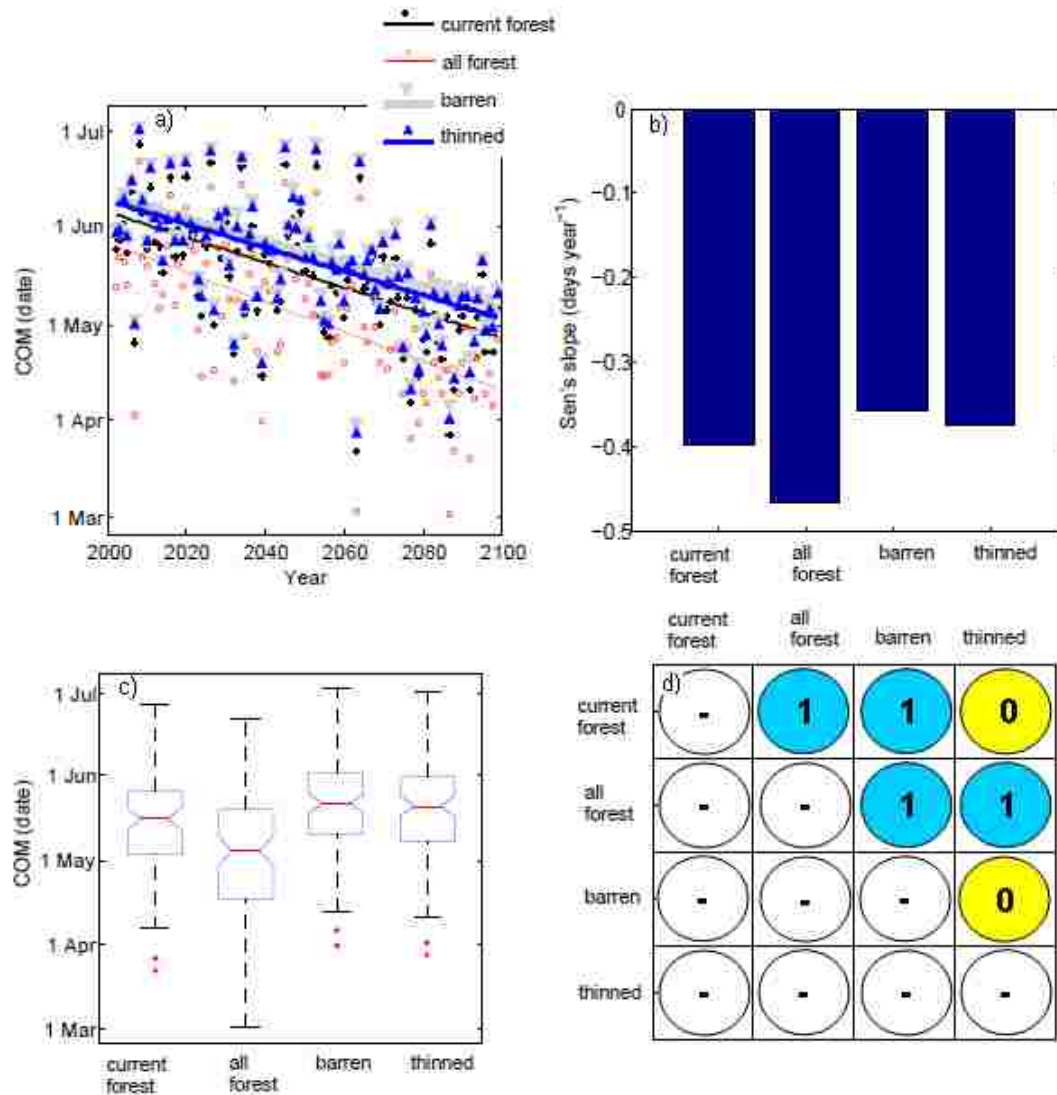 current forest
all forest
barren
thinned
a)
1 Jul
1 Jun
1 May
1 Apr
1 Mar
COM (date)
2000 2020 2040 2060 2080 2100
Year
b)
0
−0.1
−0.2
−0.3
−0.4
−0.5
Sen's slope (days year⁻¹)
current all barren thinned
forest forest
c)
1 Jul
1 Jun
1 May
1 Apr
1 Mar
COM (date)
current all barren thinned
forest forest
current all barren thinned
forest forest
d)
current
forest
- 1 1 0
all
forest
- - 1 1
barren - - - 0
thinned - - - -